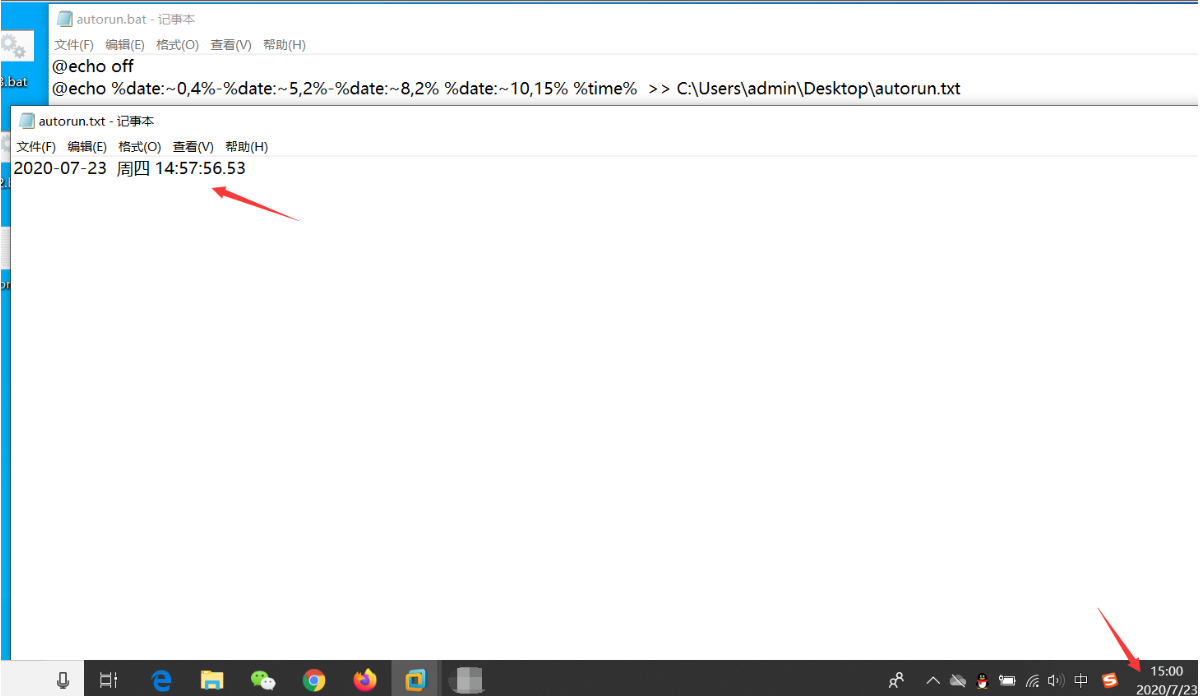 autorun.bat - 记事本
文件(F) 编辑(E) 格式(O) 查看(V) 帮助(H)
@echo off
@echo %date:~0,4%-%date:~5,2%-%date:~8,2% %date:~10,15% %time%  >> C:\Users\admin\Desktop\autorun.txt
.bat
autorun.txt - 记事本
文件(F) 编辑(E) 格式(O) 查看(V) 帮助(H)
2020-07-23  周四 14:57:56.53
中
15:00
2020/7/23